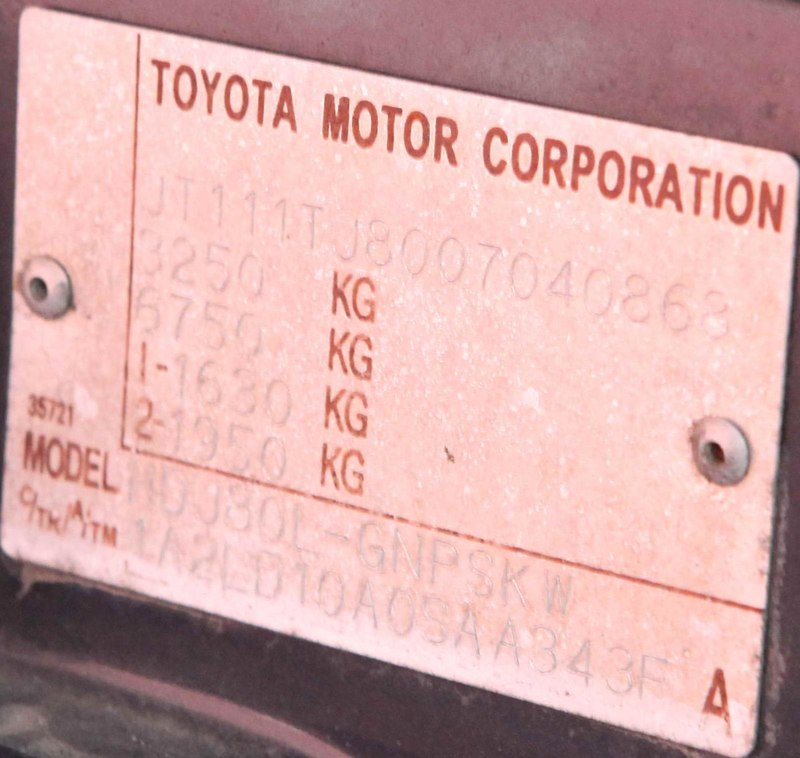 TOYOTA MOTOR CORPORATION
JT111TJ8007040868
3250 KG
6750 KG
1-1630 KG
2-1950 KG
35721
MODEL HDJ80L-GNPSKW
C/TR/A/TM 1A2LD10A0SAA343F
A